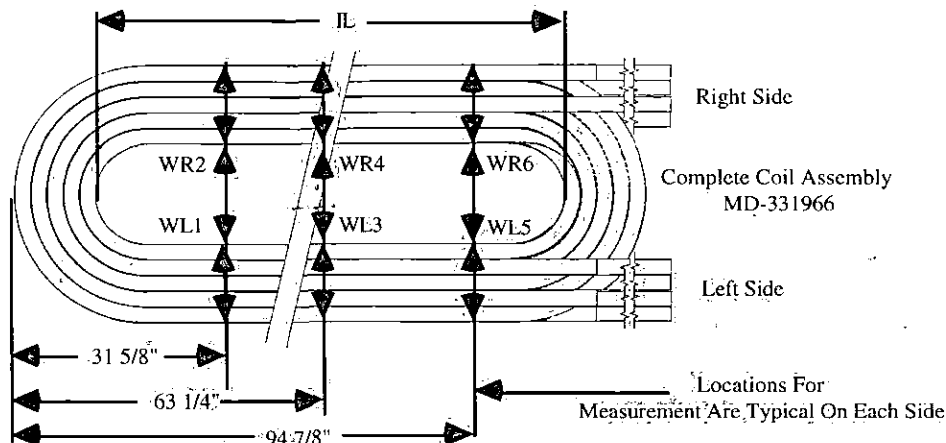 IL
Right Side
WR2 WR4 WR6
Complete Coil Assembly
MD-331966
WL1 WL3 WL5
Left Side
31 5/8"
63 1/4"
Locations For
Measurement Are Typical On Each Side
94 7/8"